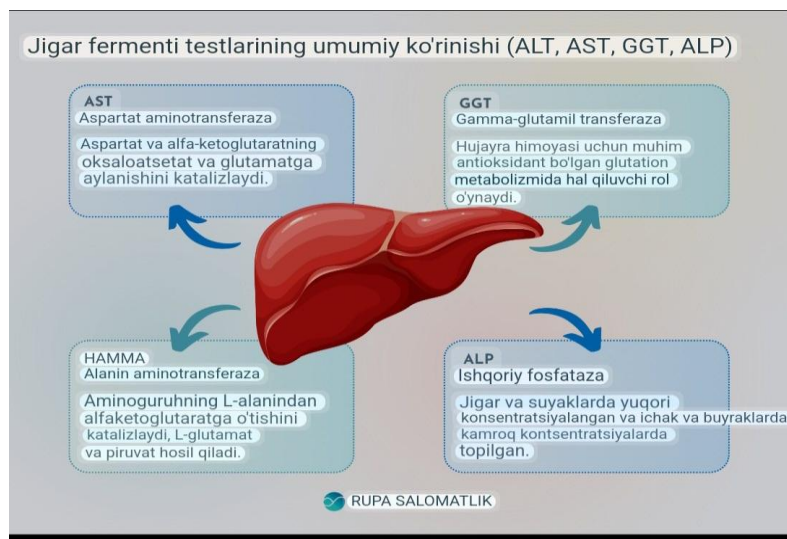 Jigar fermenti testlarining umumiy ko'rinishi (ALT, AST, GGT, ALP)
AST
Aspartat aminotransferaza
Aspartat va alfa-ketoglutaratning
oksaloatsetat va glutamatga
aylanishini katalizlaydi.
GGT
Gamma-glutamil transferaza
Hujayra himoyasi uchun muhim
antioksidant bo'lgan glutation
metabolizmida hal qiluvchi rol
o'ynaydi.
HAMMA
Alanin aminotransferaza
Aminoguruhning L-alanindan
alfaketoglutaratga o'tishini
katalizlaydi, L-glutamat
va piruvat hosil qiladi.
ALP
Ishqoriy fosfataza
Jigar va suyaklarda yuqori
konsentratsiyalangan va ichak va buyraklarda
kamroq kontsentratsiyalarda
topilgan.
RUPA SALOMATLIK